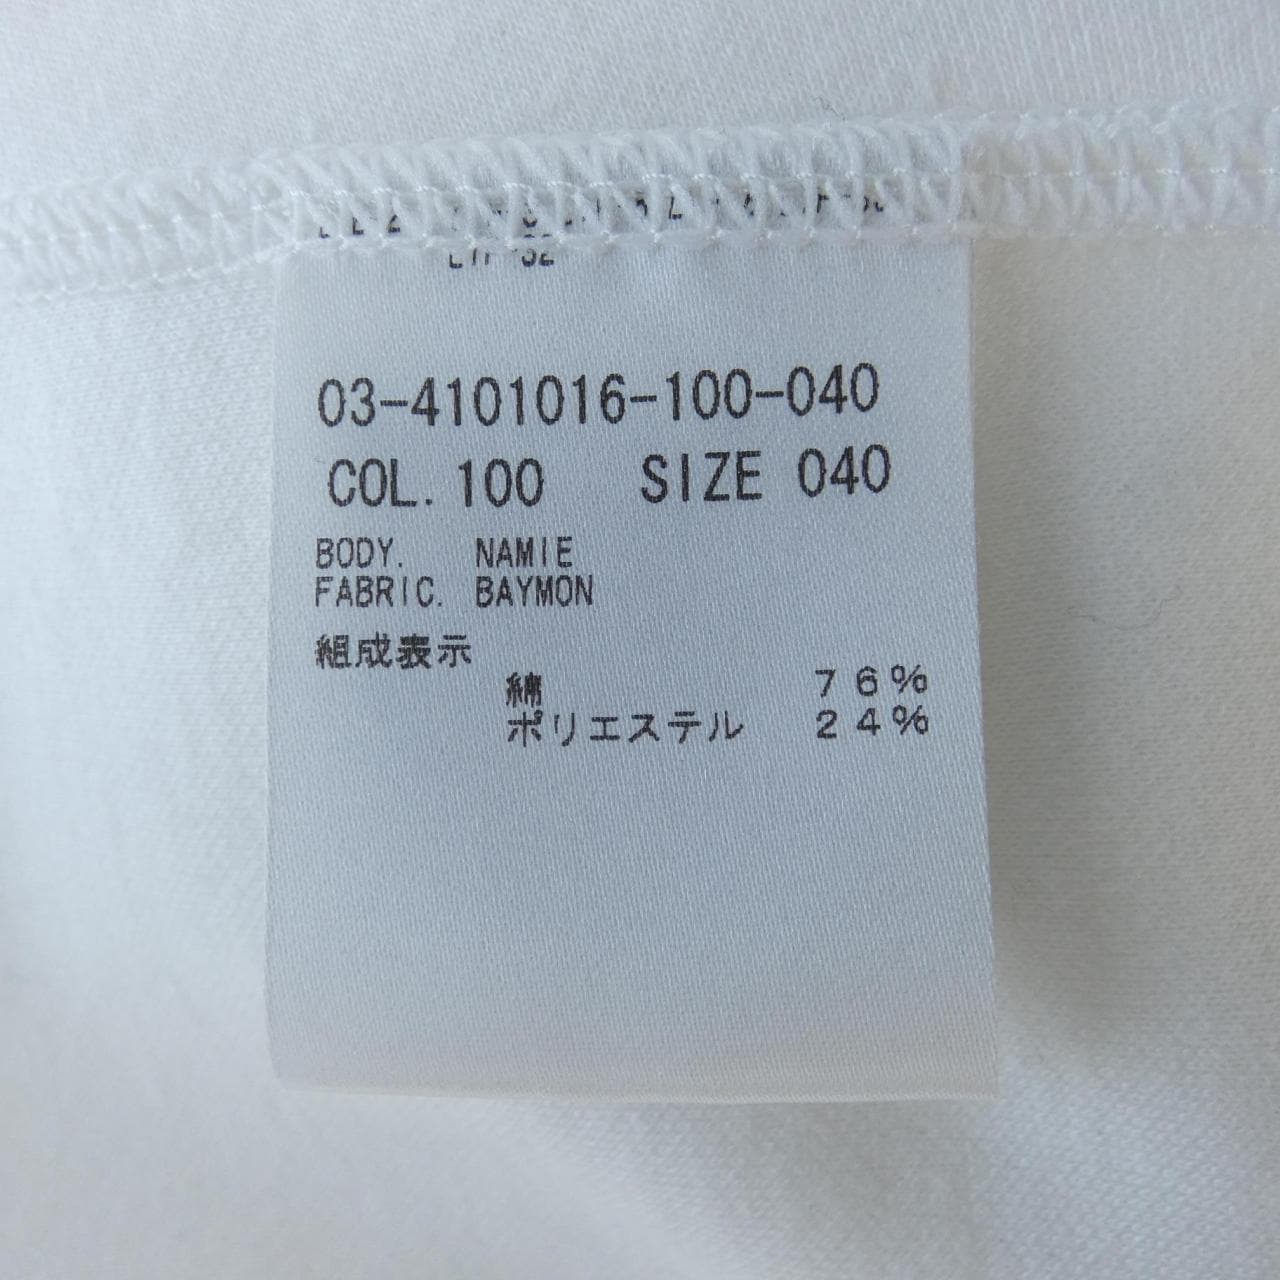 03-4101016-100-040
COL. 100 SIZE 040
BODY. NAMIE
FABRIC. BAYMON
組成表示
綿 76%
ポリエステル 24%